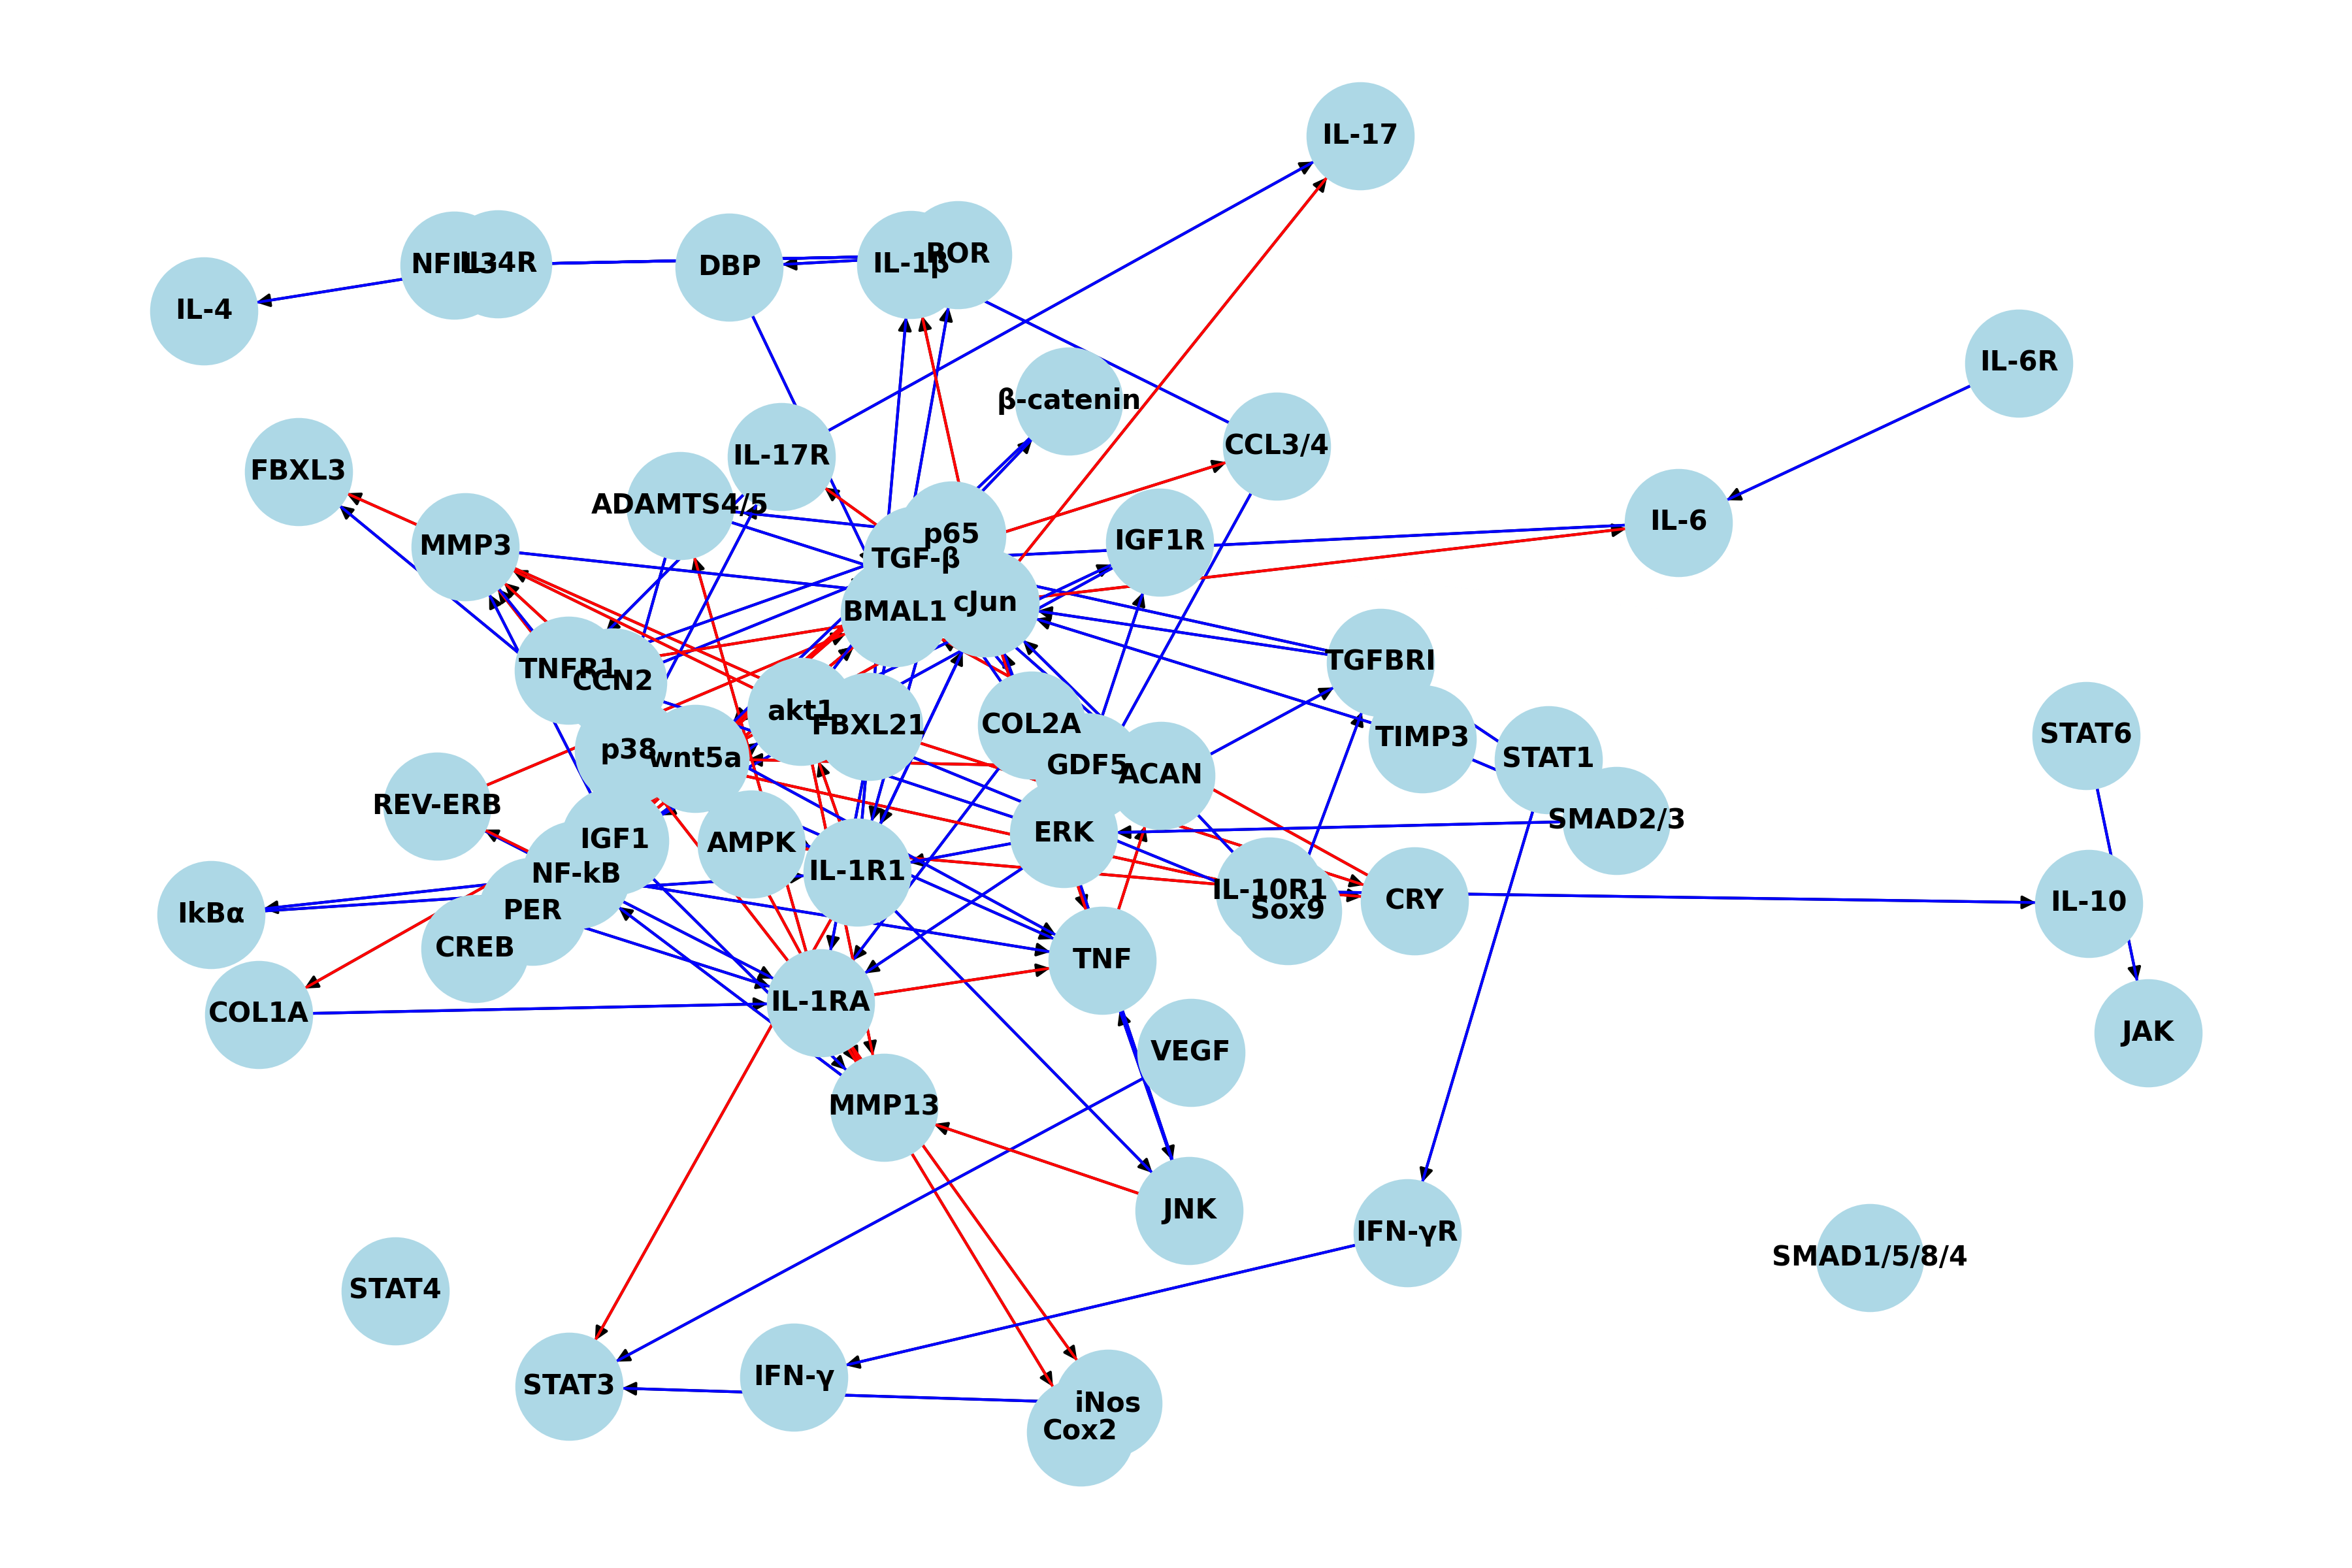 IL-17
NFIL3
IL-4R
DBP
IL-1β
ROR
IL-4
IL-6R
β-catenin
CCL3/4
IL-17R
FBXL3
ADAMTS4/5
IL-6
p65
IGF1R
MMP3
TGF-β
BMAL1
cJun
TNFR1
CCN2
TGFBRI
akt1
FBXL21
COL2A
TIMP3
STAT6
p38
wnt5a
GDF5
ACAN
STAT1
REV-ERB
SMAD2/3
IGF1
AMPK
ERK
NF-kB
IL-1R1
IL-10R1
CRY
IL-10
IkBα
PER
Sox9
CREB
TNF
COL1A
IL-1RA
JAK
VEGF
MMP13
JNK
IFN-γR
SMAD1/5/8/4
STAT4
STAT3
IFN-γ
iNos
Cox2